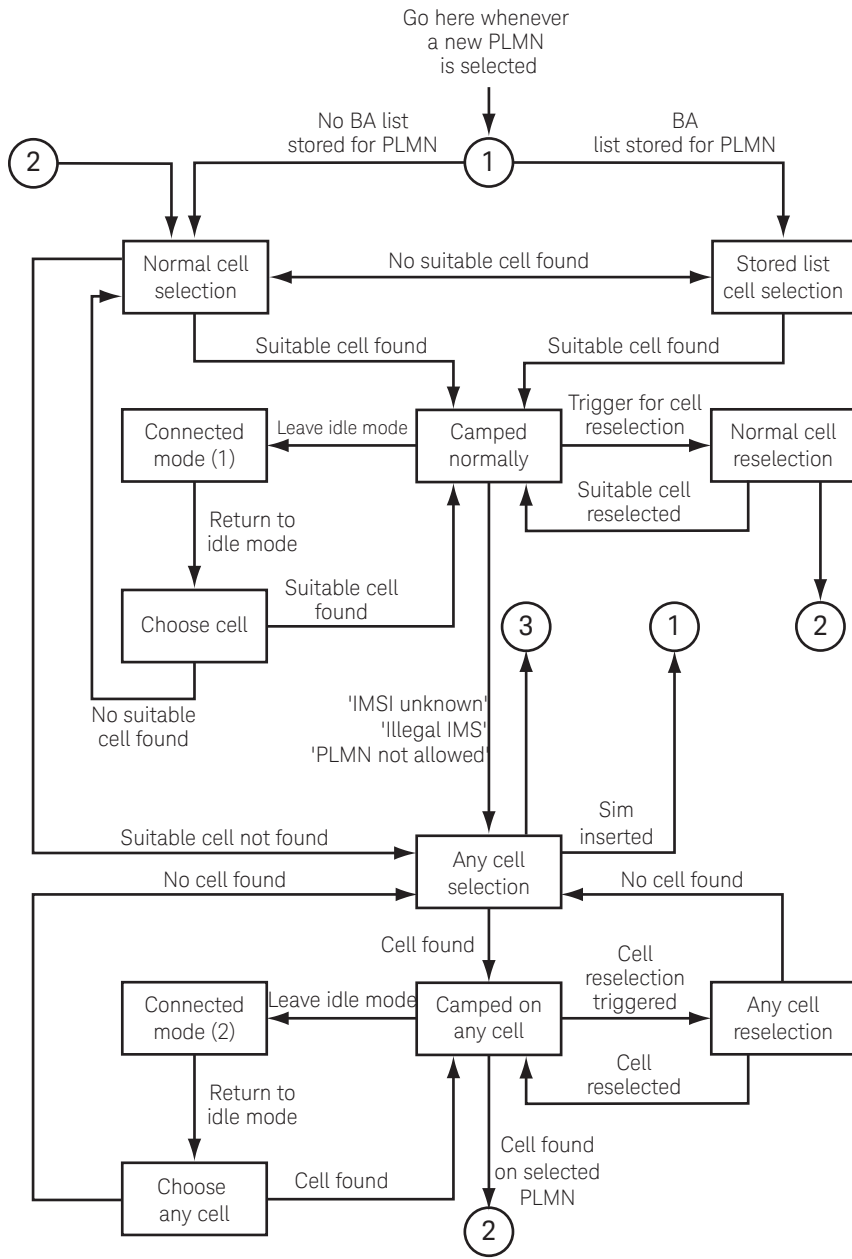 Go here whenever
a new PLMN
is selected
No BA list
stored for PLMN
BA
list stored for PLMN
2
1
Normal cell
selection
No suitable cell found
Stored list
cell selection
Suitable cell found
Suitable cell found
Connected
mode (1)
Leave idle mode
Camped
normally
Trigger for cell
reselection
Normal cell
reselection
Suitable cell
reselected
Return to
idle mode
Choose cell
Suitable cell
found
3
1
2
No suitable
cell found
'IMSI unknown'
'Illegal IMS'
'PLMN not allowed'
Sim
inserted
Suitable cell not found
Any cell
selection
No cell found
No cell found
Cell found
Connected
mode (2)
Leave idle mode
Camped on
any cell
Cell
reselection
triggered
Any cell
reselection
Cell
reselected
Return to
idle mode
Choose
any cell
Cell found
Cell found
on selected
PLMN
2